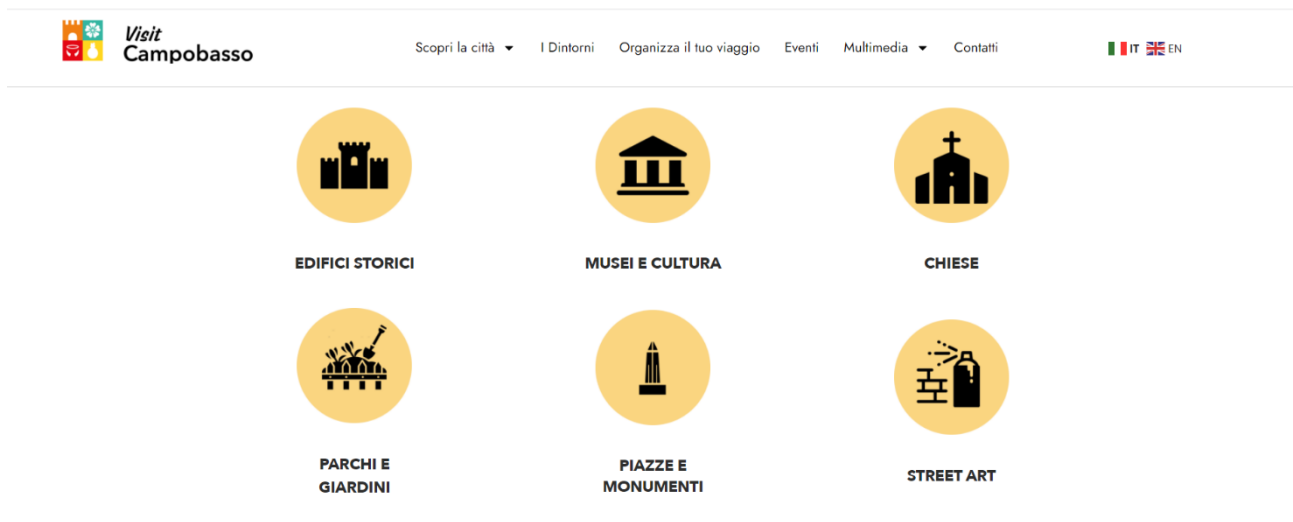 Visit
Campobasso
Scopri la città I Dintorni Organizza il tuo viaggio Eventi Multimedia Contatti IT EN
EDIFICI STORICI MUSEI E CULTURA CHIESE
PARCHI E
GIARDINI
PIAZZE E
MONUMENTI
STREET ART